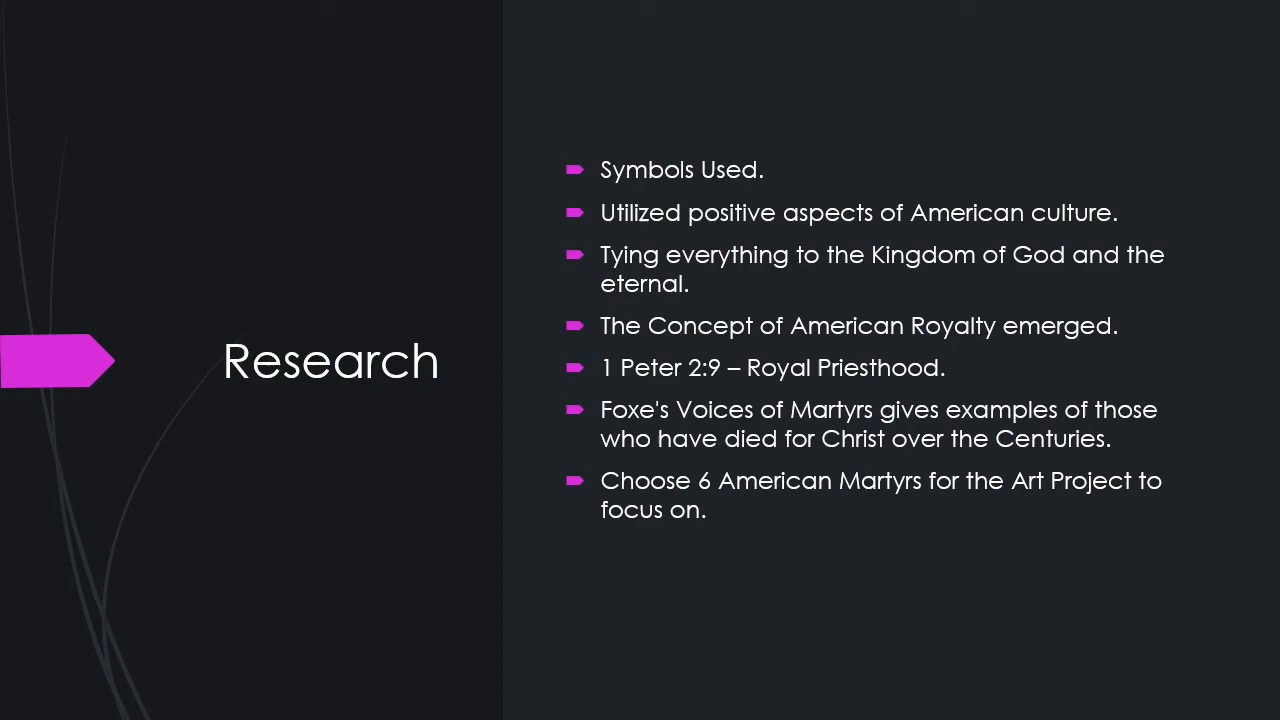 Research
Symbols Used.
Utilized positive aspects of American culture.
Tying everything to the Kingdom of God and the
eternal.
The Concept of American Royalty emerged.
1 Peter 2:9 – Royal Priesthood.
Foxe's Voices of Martyrs gives examples of those
who have died for Christ over the Centuries.
Choose 6 American Martyrs for the Art Project to
focus on.